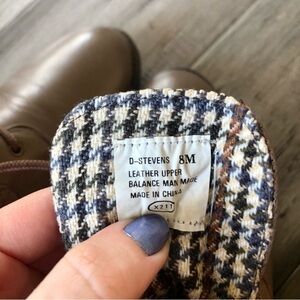 D-STEVENS 8M
LEATHER UPPER
BALANCE MAN MADE
MADE IN CHINA
X211